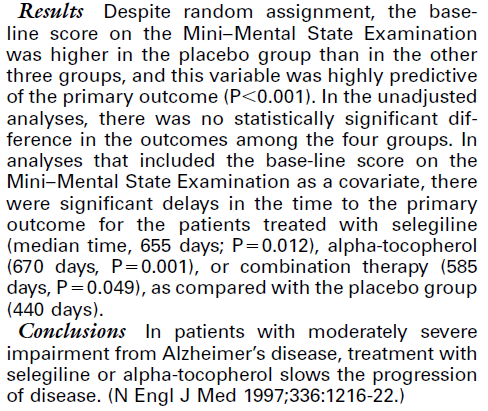 Results Despite random assignment, the base-
line score on the Mini–Mental State Examination
was higher in the placebo group than in the other
three groups, and this variable was highly predictive
of the primary outcome (P<0.001). In the unadjusted
analyses, there was no statistically significant dif-
ference in the outcomes among the four groups. In
analyses that included the base-line score on the
Mini–Mental State Examination as a covariate, there
were significant delays in the time to the primary
outcome for the patients treated with selegiline
(median time, 655 days; P=0.012), alpha-tocopherol
(670 days, P=0.001), or combination therapy (585
days, P=0.049), as compared with the placebo group
(440 days).
Conclusions In patients with moderately severe
impairment from Alzheimer's disease, treatment with
selegiline or alpha-tocopherol slows the progression
of disease. (N Engl J Med 1997;336:1216-22.)